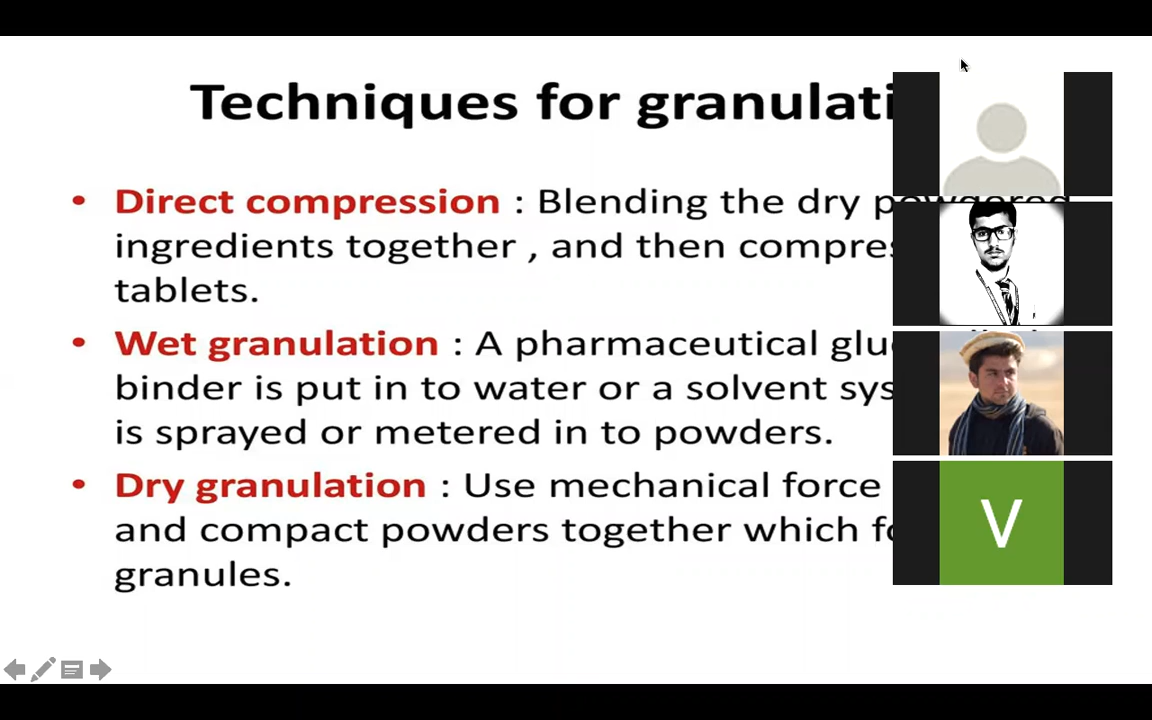 Techniques for granulati
• Direct compression : Blending the dry powdered
ingredients together , and then compres
tablets.
• Wet granulation : A pharmaceutical glu
binder is put in to water or a solvent sys
is sprayed or metered in to powders.
• Dry granulation : Use mechanical force
and compact powders together which fo
granules.
V